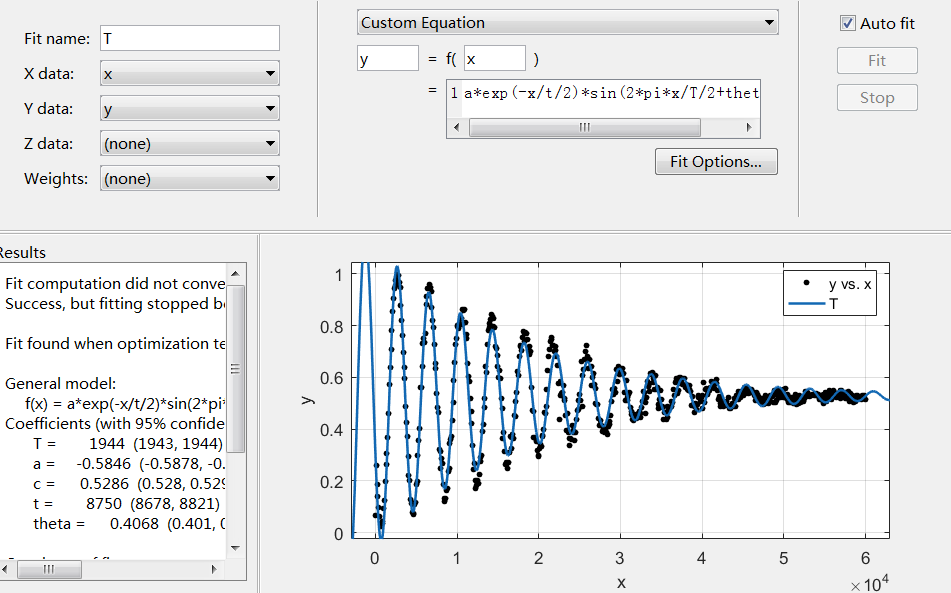 Fit name: T
X data: x
Y data: y
Z data: (none)
Weights: (none)
Custom Equation
y = f( x )
= 1 a*exp(-x/t/2)*sin(2*pi*x/T/2+thet
Fit Options...
Auto fit
Fit
Stop
Results
Fit computation did not conve
Success, but fitting stopped b
Fit found when optimization te
General model:
f(x) = a*exp(-x/t/2)*sin(2*pi*
Coefficients (with 95% confide
T = 1944 (1943, 1944)
a = -0.5846 (-0.5878, -0.
c = 0.5286 (0.528, 0.529
t = 8750 (8678, 8821)
theta = 0.4068 (0.401, 0
y vs. x
T
1
0.8
0.6
0.4
0.2
0
y
0 1 2 3 4 5 6
x
×10⁴